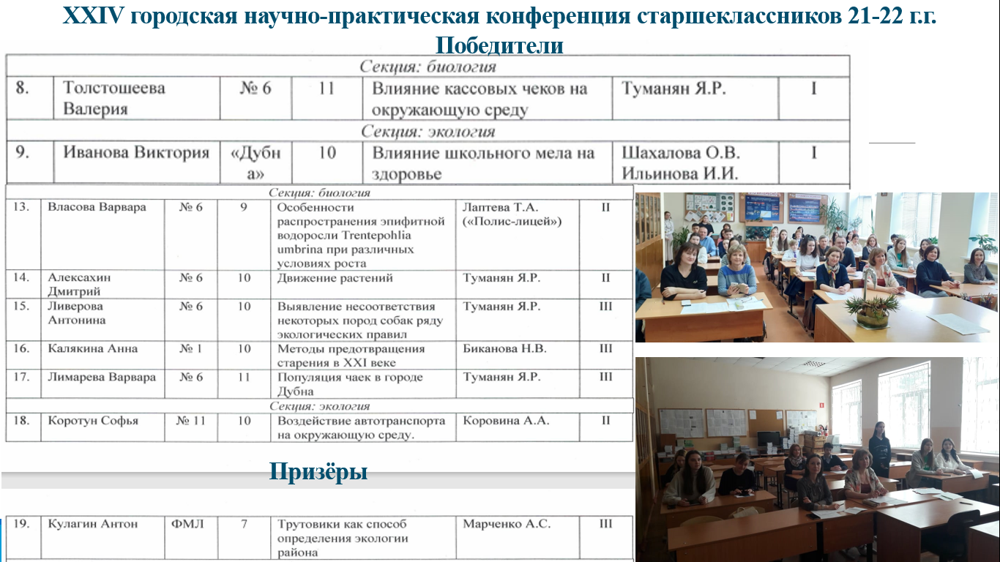 XXIV городская научно-практическая конференция старшеклассников 21-22 г.г.
Победители
Секция: биология
8. Толстошеева № 6 11 Влияние кассовых чеков на Туманян Я.Р. I
Валерия окружающую среду
Секция: экология
9. Иванова Виктория «Дубн 10 Влияние школьного мела на Шахалова О.В. I
а» здоровье Ильинова И.И.
Секция: биология
13. Власова Варвара № 6 9 Особенности Лаптева Т.А. II
распространения эпифитной («Полис-лицей»)
водоросли Trentepohlia
umbrina при различных
условиях роста
14. Алексахин № 6 10 Движение растений Туманян Я.Р. II
Дмитрий
15. Ливерова № 6 10 Выявление несоответствия Туманян Я.Р. III
Антонина некоторых пород собак ряду
экологических правил
16. Калякина Анна № 1 10 Методы предотвращения Биканова Н.В. III
старения в XXI веке
17. Лимарева Варвара № 6 11 Популяция чаек в городе Туманян Я.Р. III
Дубна
Секция: экология
18. Коротун Софья № 11 10 Воздействие автотранспорта Коровина А.А. II
на окружающую среду.
Призёры
19. Кулагин Антон ФМЛ 7 Трутовики как способ Марченко А.С. III
определения экологии
района